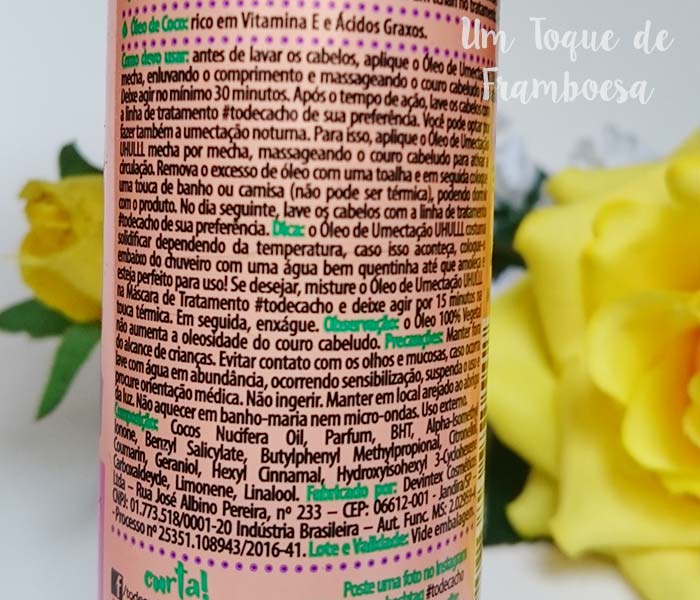 Um Toque de
Framboesa
Óleo de Coco: rico em Vitamina E e Ácidos Graxos.
Como devo usar: antes de lavar os cabelos, aplique o Óleo de
mecha, enluvando o comprimento e massageando o couro cabeludo
Deixe agir no mínimo 30 minutos. Após o tempo de ação, lave os cabelos com
a linha de tratamento #todecacho de sua preferência. Você pode optar por
fazer também a umectação noturna. Para isso, aplique o Óleo de Umectação
UHULLL mecha por mecha, massageando o couro cabeludo para ativar a
circulação. Remova o excesso de óleo com uma toalha e em seguida coloque
uma touca de banho ou camisa (não pode ser térmica), podendo dormir
com o produto. No dia seguinte, lave os cabelos com a linha de tratamento
#todecacho de sua preferência. Dica: o Óleo de Umectação UHULLL costuma
solidificar dependendo da temperatura, caso isso aconteça, coloque-o
embaixo do chuveiro com uma água bem quentinha até que amoleça e
esteja perfeito para uso! Se desejar, misture o Óleo de Umectação UHULLL
na Máscara de Tratamento #todecacho e deixe agir por 15 minutos na
touca térmica. Em seguida, enxágue. Observação: o Óleo 100% Vegetal
não aumenta a oleosidade do couro cabeludo. Precauções: Manter fora
do alcance de crianças. Evitar contato com os olhos e mucosas, caso ocorra
lave com água em abundância, ocorrendo sensibilização, suspenda o uso e
procure orientação médica. Não ingerir. Manter em local arejado ao abrigo
da luz. Não aquecer em banho-maria nem micro-ondas. Uso externo.
Composição: Cocos Nucifera Oil, Parfum, BHT, Alpha-Isomethyl
Ionone, Benzyl Salicylate, Butylphenyl Methylpropional, Citronellol,
Coumarin, Geraniol, Hexyl Cinnamal, Hydroxyisohexyl 3-Cyclohexene
Carboxaldeyde, Limonene, Linalool. Fabricado por: Devintex Cosméticos
Ltda – Rua José Albino Pereira, nº 233 – CEP: 06612-001 - Jandira/SP -
CNPJ: 01.773.518/0001-20 Indústria Brasileira – Aut. Func. MS:
- Processo nº 25351.108943/2016-41. Lote e Validade: Vide embalagem.
curta!
Poste uma foto no Instagram
#todecacho